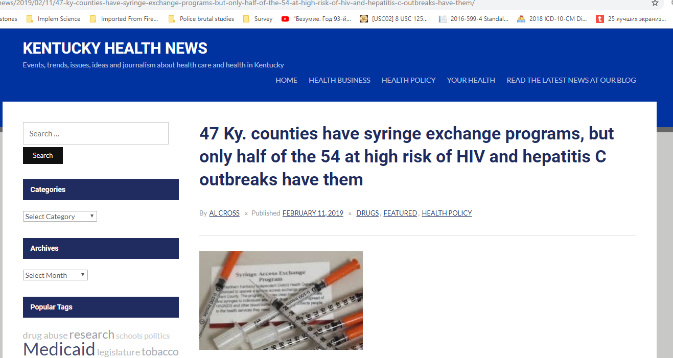 news/2019/02/11/47-ky-counties-have-syringe-exchange-programs-but-only-half-of-the-54-at-high-risk-of-hiv-and-hepatitis-c-outbreaks-have-them/
Implem Science Imported From Fire... Police brutal studies Survey "Безумие. Год 93-й... [USC02] 8 USC 125... 2016-599-4 Standal... 2018 ICD-10-CM Di... 25 лучших экраниз...
KENTUCKY HEALTH NEWS
Events, trends, issues, ideas and journalism about health care and health in Kentucky
HOME HEALTH BUSINESS HEALTH POLICY YOUR HEALTH READ THE LATEST NEWS AT OUR BLOG
Search ...
Search
Categories
Select Category
Archives
Select Month
Popular Tags
drug abuse research schools politics
Medicaid legislature tobacco
47 Ky. counties have syringe exchange programs, but
only half of the 54 at high risk of HIV and hepatitis C
outbreaks have them
By AL CROSS × Published FEBRUARY 11, 2019 × DRUGS, FEATURED, HEALTH POLICY
Syringe Access Exchange
Program